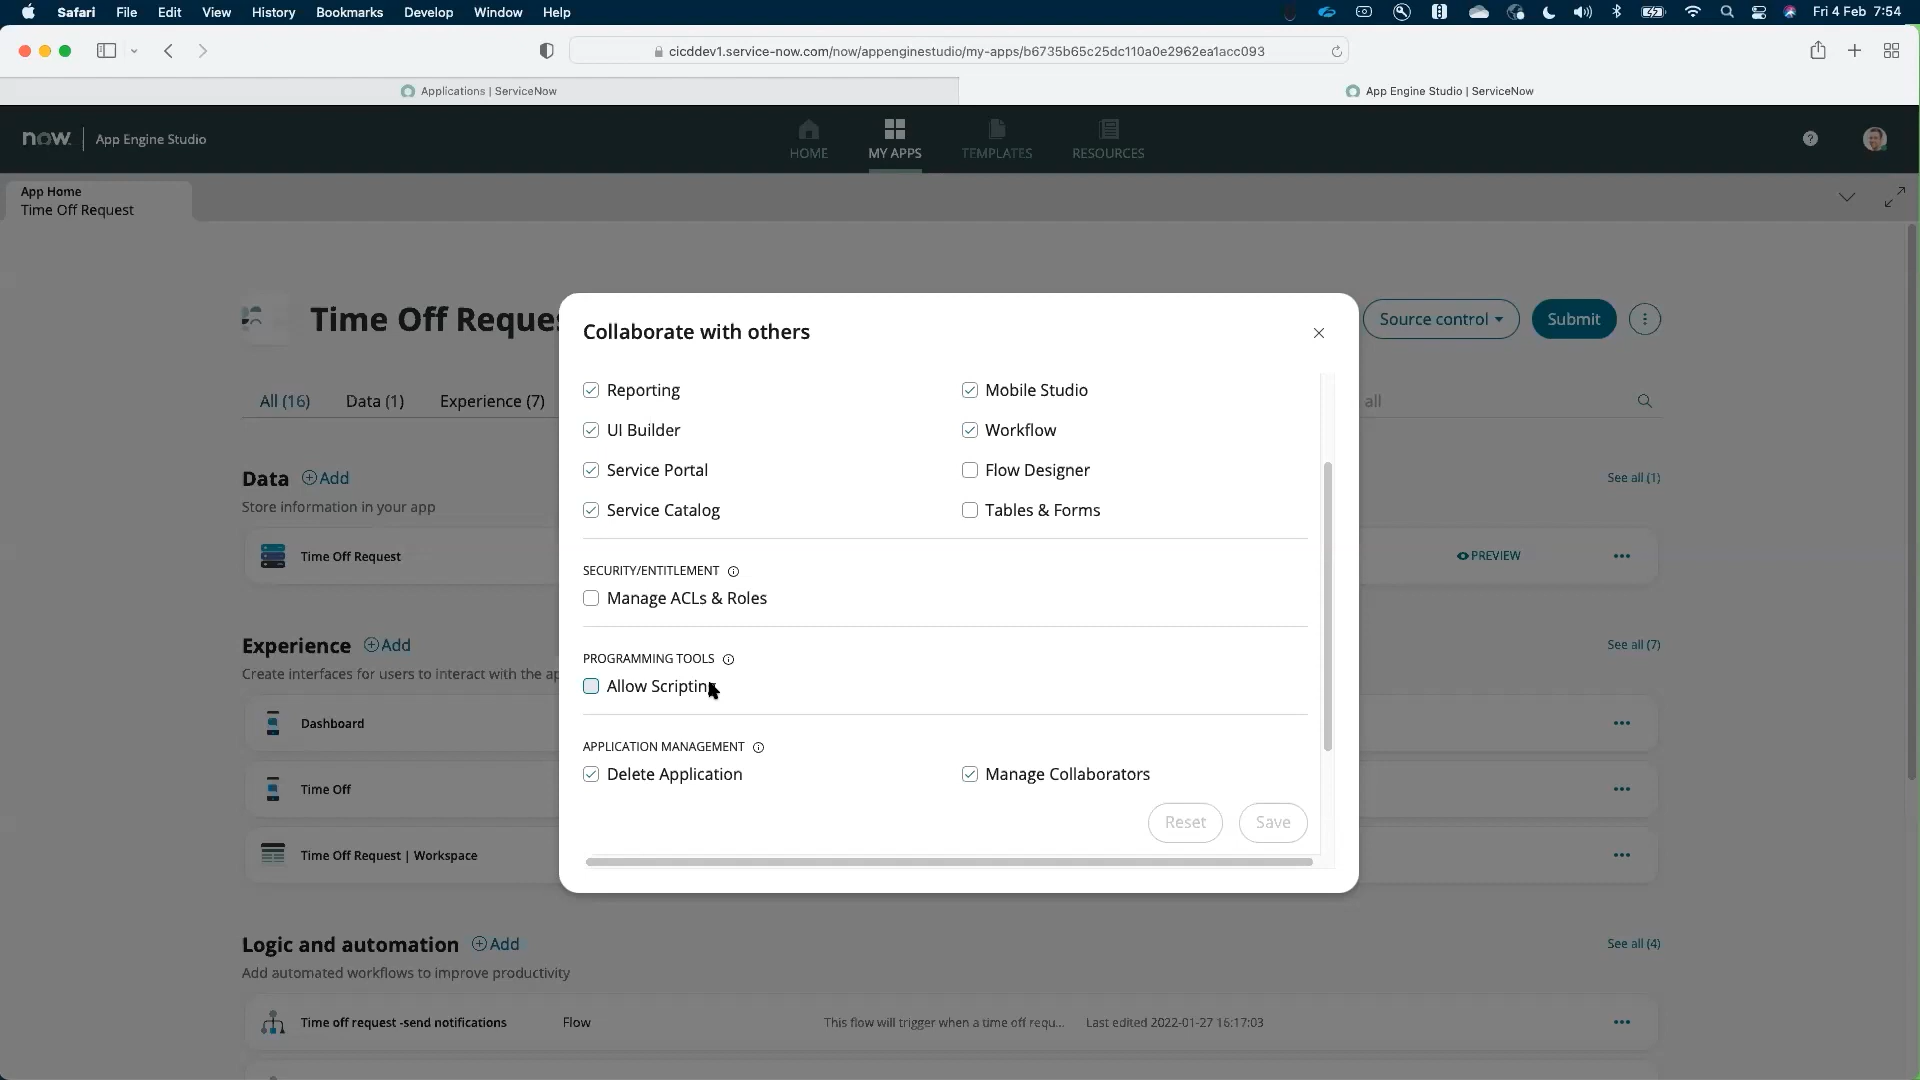 Safari File Edit View History Bookmarks Develop Window Help Fri 4 Feb 7:54
cicddev1.service-now.com/now/appenginestudio/my-apps/b6735b65c25dc110a0e2962ea1acc093
Applications | ServiceNow
App Engine Studio | ServiceNow
now App Engine Studio
HOME MY APPS TEMPLATES RESOURCES
App Home
Time Off Request
Time Off Reques
Source control Submit
All (16) Data (1) Experience (7)
all
Data Add See all (1)
Store information in your app
Time Off Request PREVIEW
Experience Add See all (7)
Create interfaces for users to interact with the ap
Dashboard
Time Off
Time Off Request | Workspace
Logic and automation Add See all (4)
Add automated workflows to improve productivity
Time off request -send notifications Flow This flow will trigger when a time off requ... Last edited 2022-01-27 16:17:03
Collaborate with others
Reporting Mobile Studio
UI Builder Workflow
Service Portal Flow Designer
Service Catalog Tables & Forms
SECURITY/ENTITLEMENT
Manage ACLs & Roles
PROGRAMMING TOOLS
Allow Scripting
APPLICATION MANAGEMENT
Delete Application Manage Collaborators
Reset Save